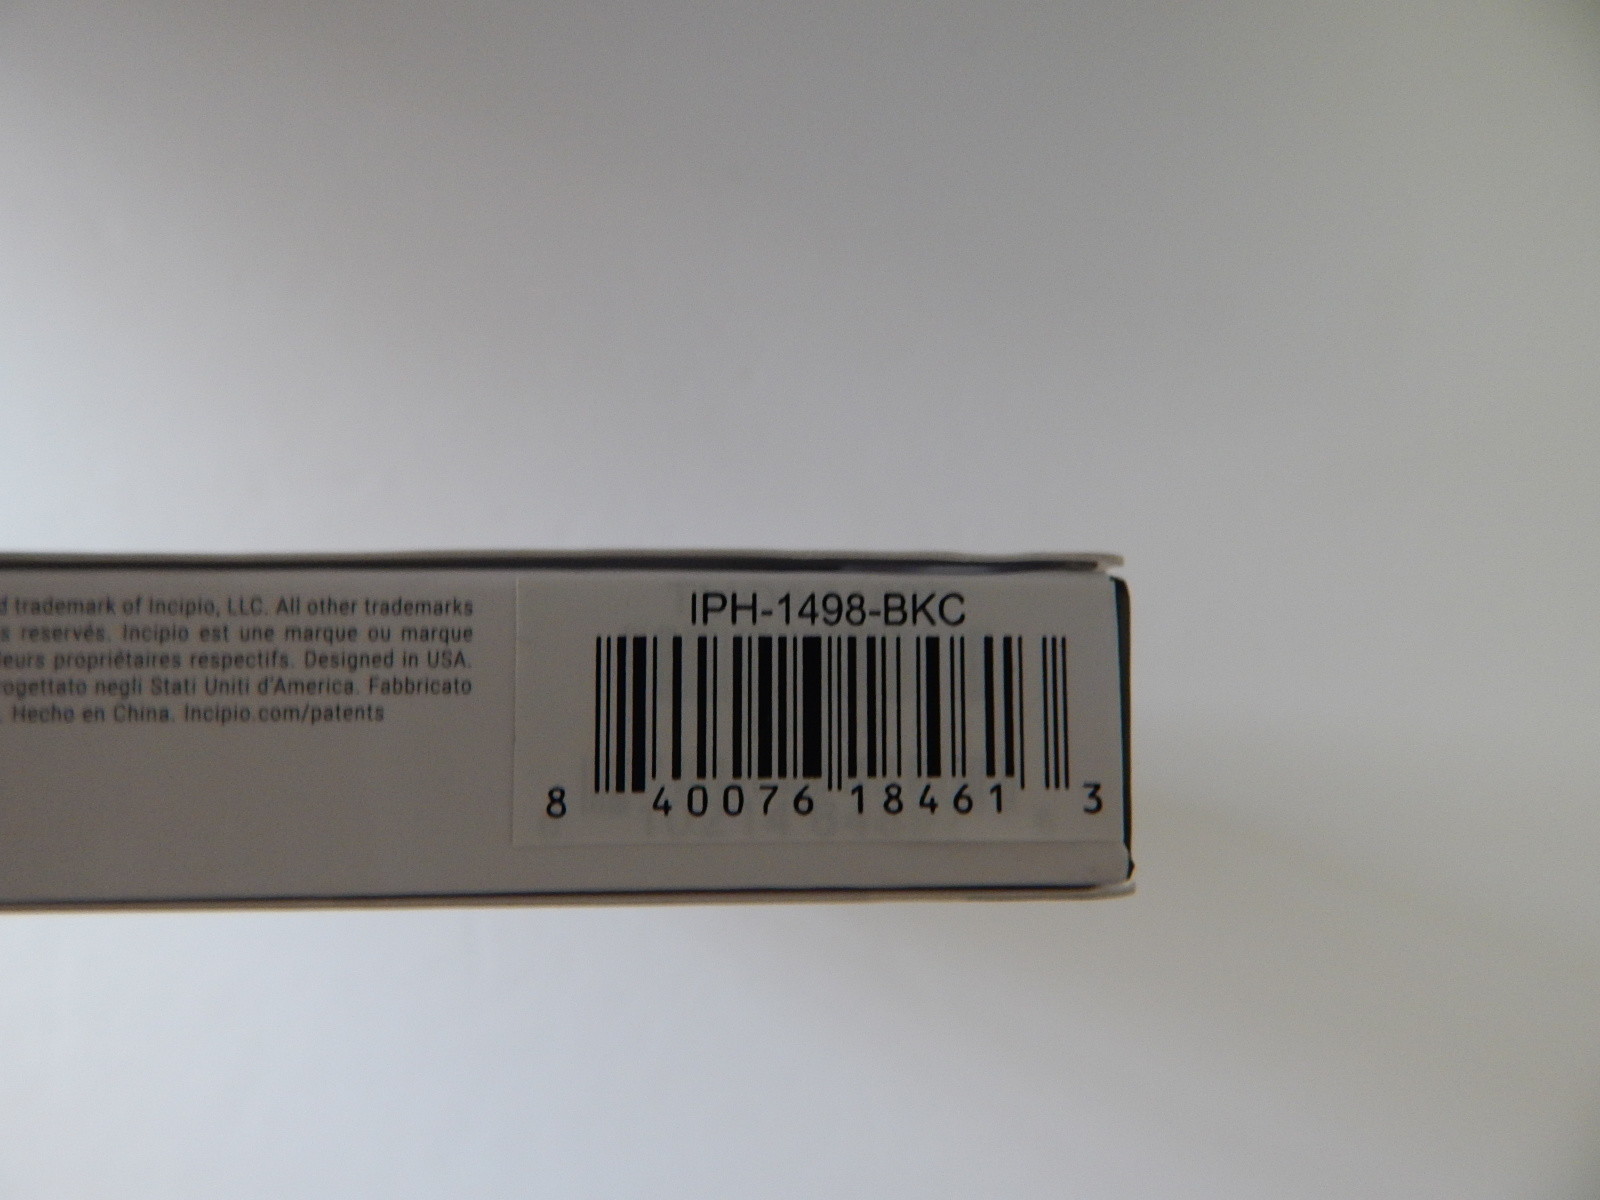 trademark of Incipio, LLC. All other trademarks
reservés. Incipio est une marque ou marque
leurs propriétaires respectifs. Designed in USA.
rogettato negli Stati Uniti d'America. Fabbricato
. Hecho en China. Incipio.com/patents
IPH-1498-BKC
8 40076 18461 3